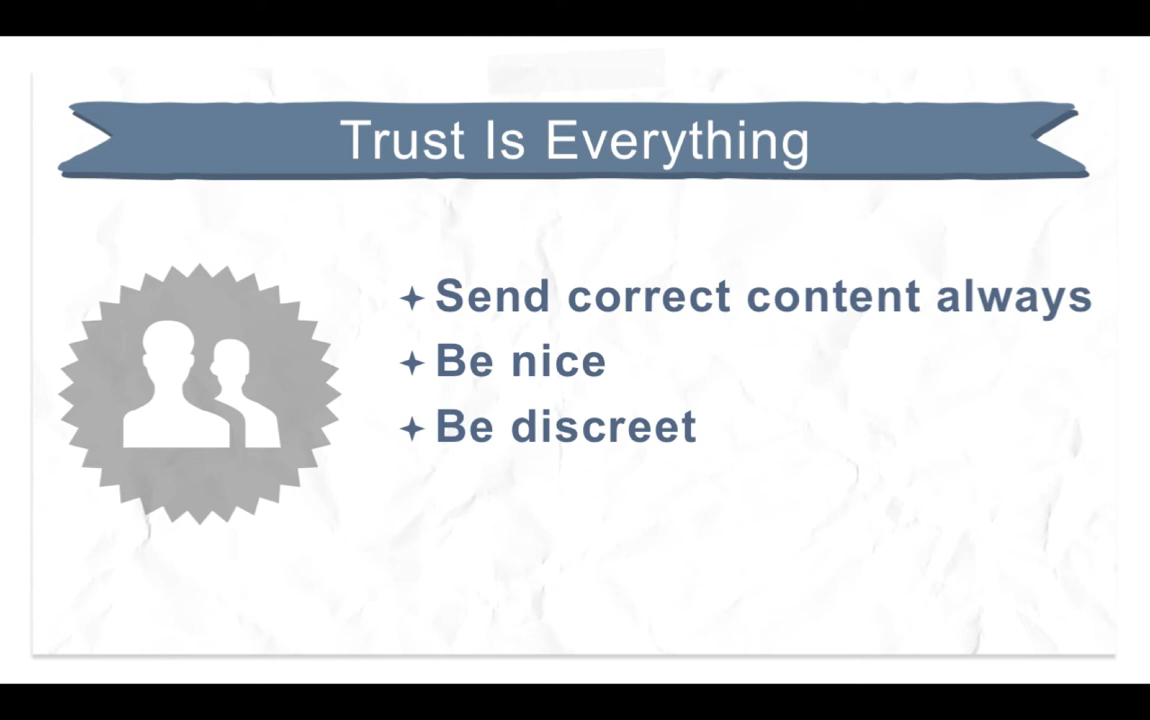 Trust Is Everything
Send correct content always
Be nice
Be discreet